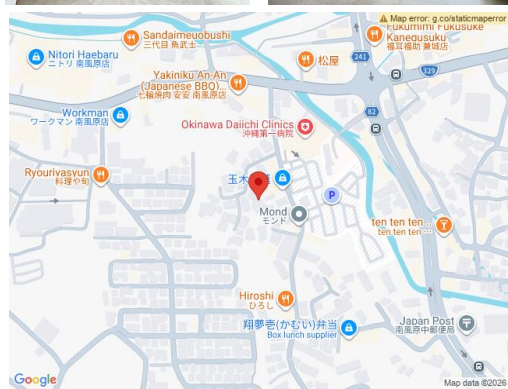 Map error: g.co/staticmaperror
Fukumimi Fukusuke
Kanegusuku
福耳福助 兼城店
Sandaimeuobushi
三代目 魚武士
Nitori Haebaru
ニトリ 南風原店
松屋
241
329
Yakiniku An-An
(Japanese BBQ)...
七輪焼肉 安安 南風原店
Workman
ワークマン 南風原店
82
Okinawa Daiichi Clinics
沖縄第一病院
Ryourivasyun
料理や旬
P
Mond
モンド
ten ten ten ...
ten ten ten ...
Hiroshi
ひろし
翔夢壱(かむい)弁当
Box lunch supplier
Japan Post
南風原中郵便局
Google
Map data ©2026